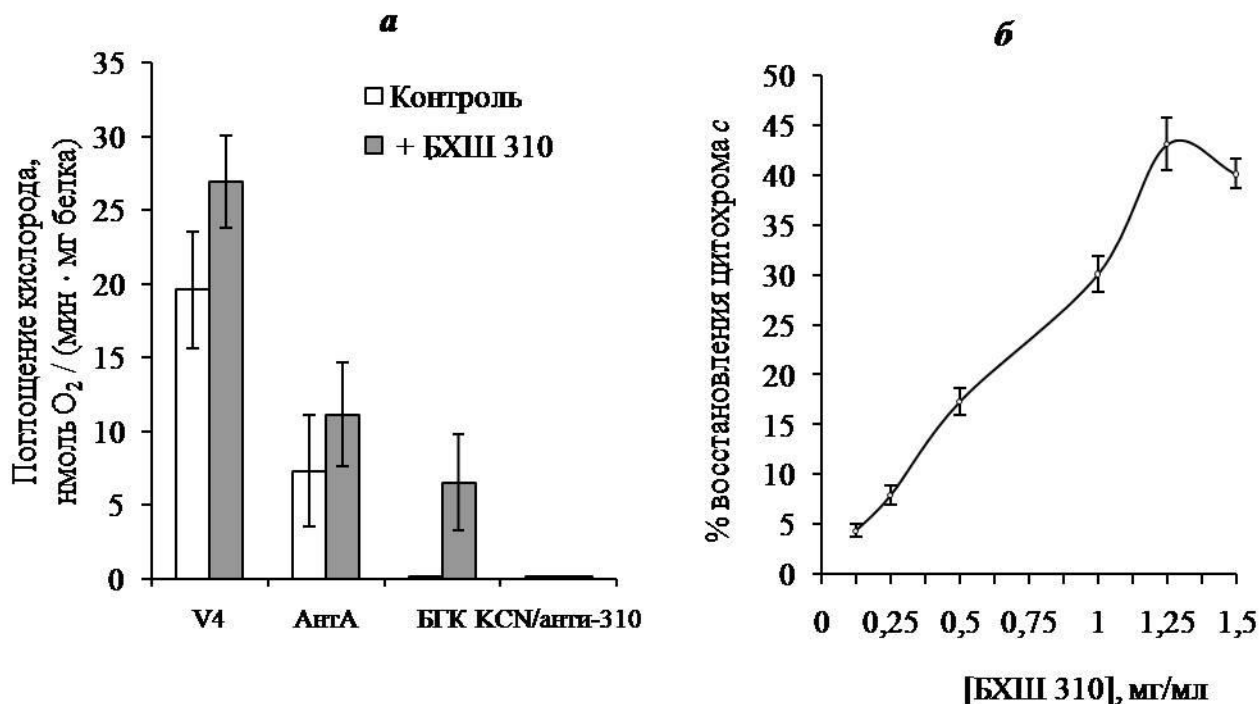 а
Поглощение кислорода,
нмоль O₂ / (мин · мг белка)
35
30
25
20
15
10
5
0
Контроль
+ БХШ 310
V4
АнтА
БГК
KCN/анти-310
б
% восстановления цитохрома с
50
45
40
35
30
25
20
15
10
5
0
0 0,25 0,5 0,75 1 1,25 1,5
[БХШ 310], мг/мл